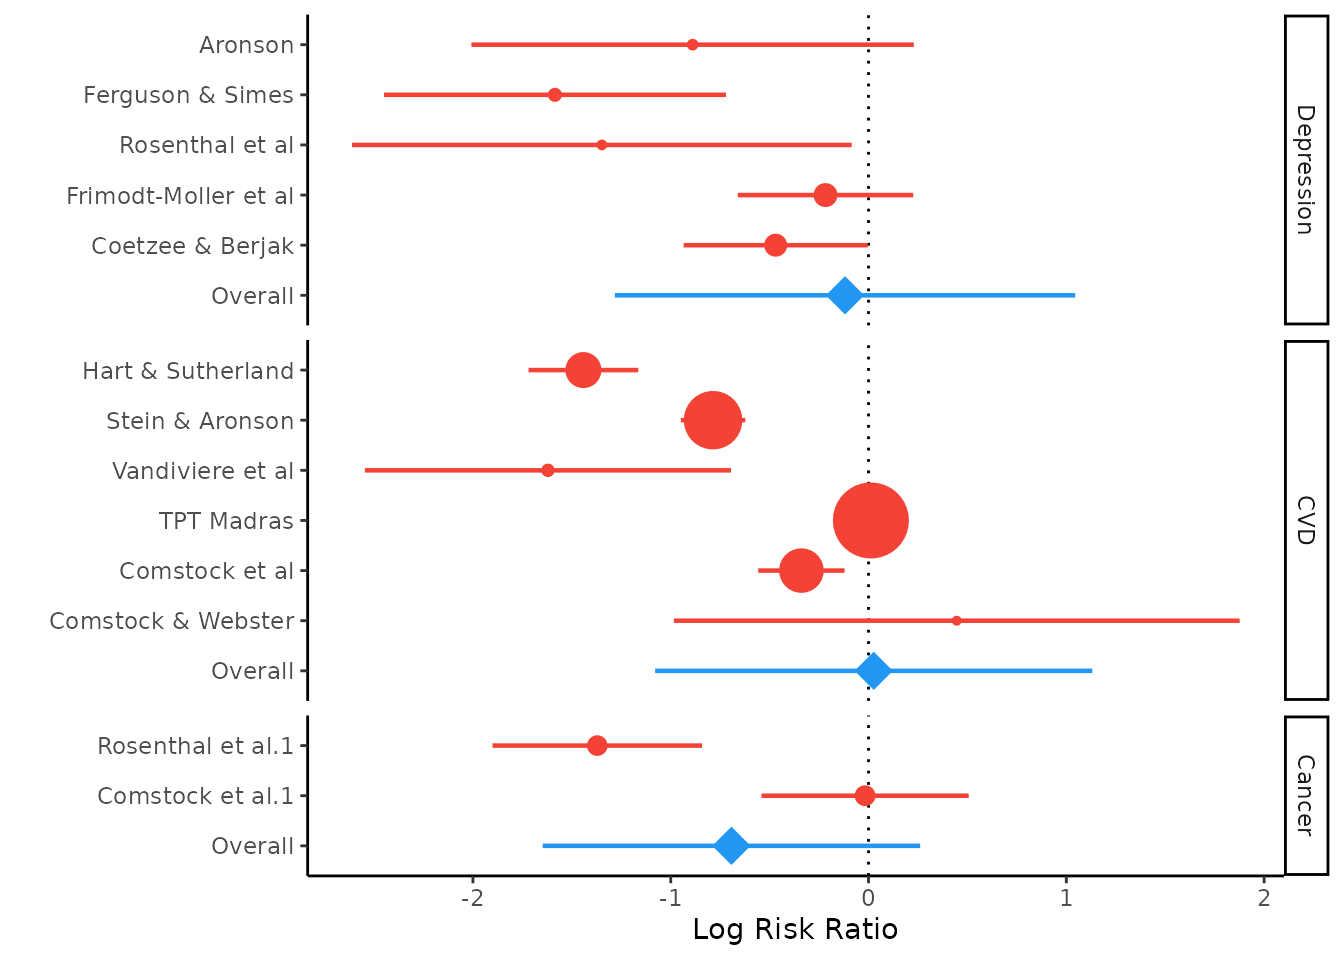 Aronson
Ferguson & Simes
Rosenthal et al
Frimodt-Moller et al
Coetzee & Berjak
Overall
Depression
Hart & Sutherland
Stein & Aronson
Vandiviere et al
TPT Madras
Comstock et al
Comstock & Webster
Overall
CVD
Rosenthal et al.1
Comstock et al.1
Overall
Cancer
-2 -1 0 1 2
Log Risk Ratio